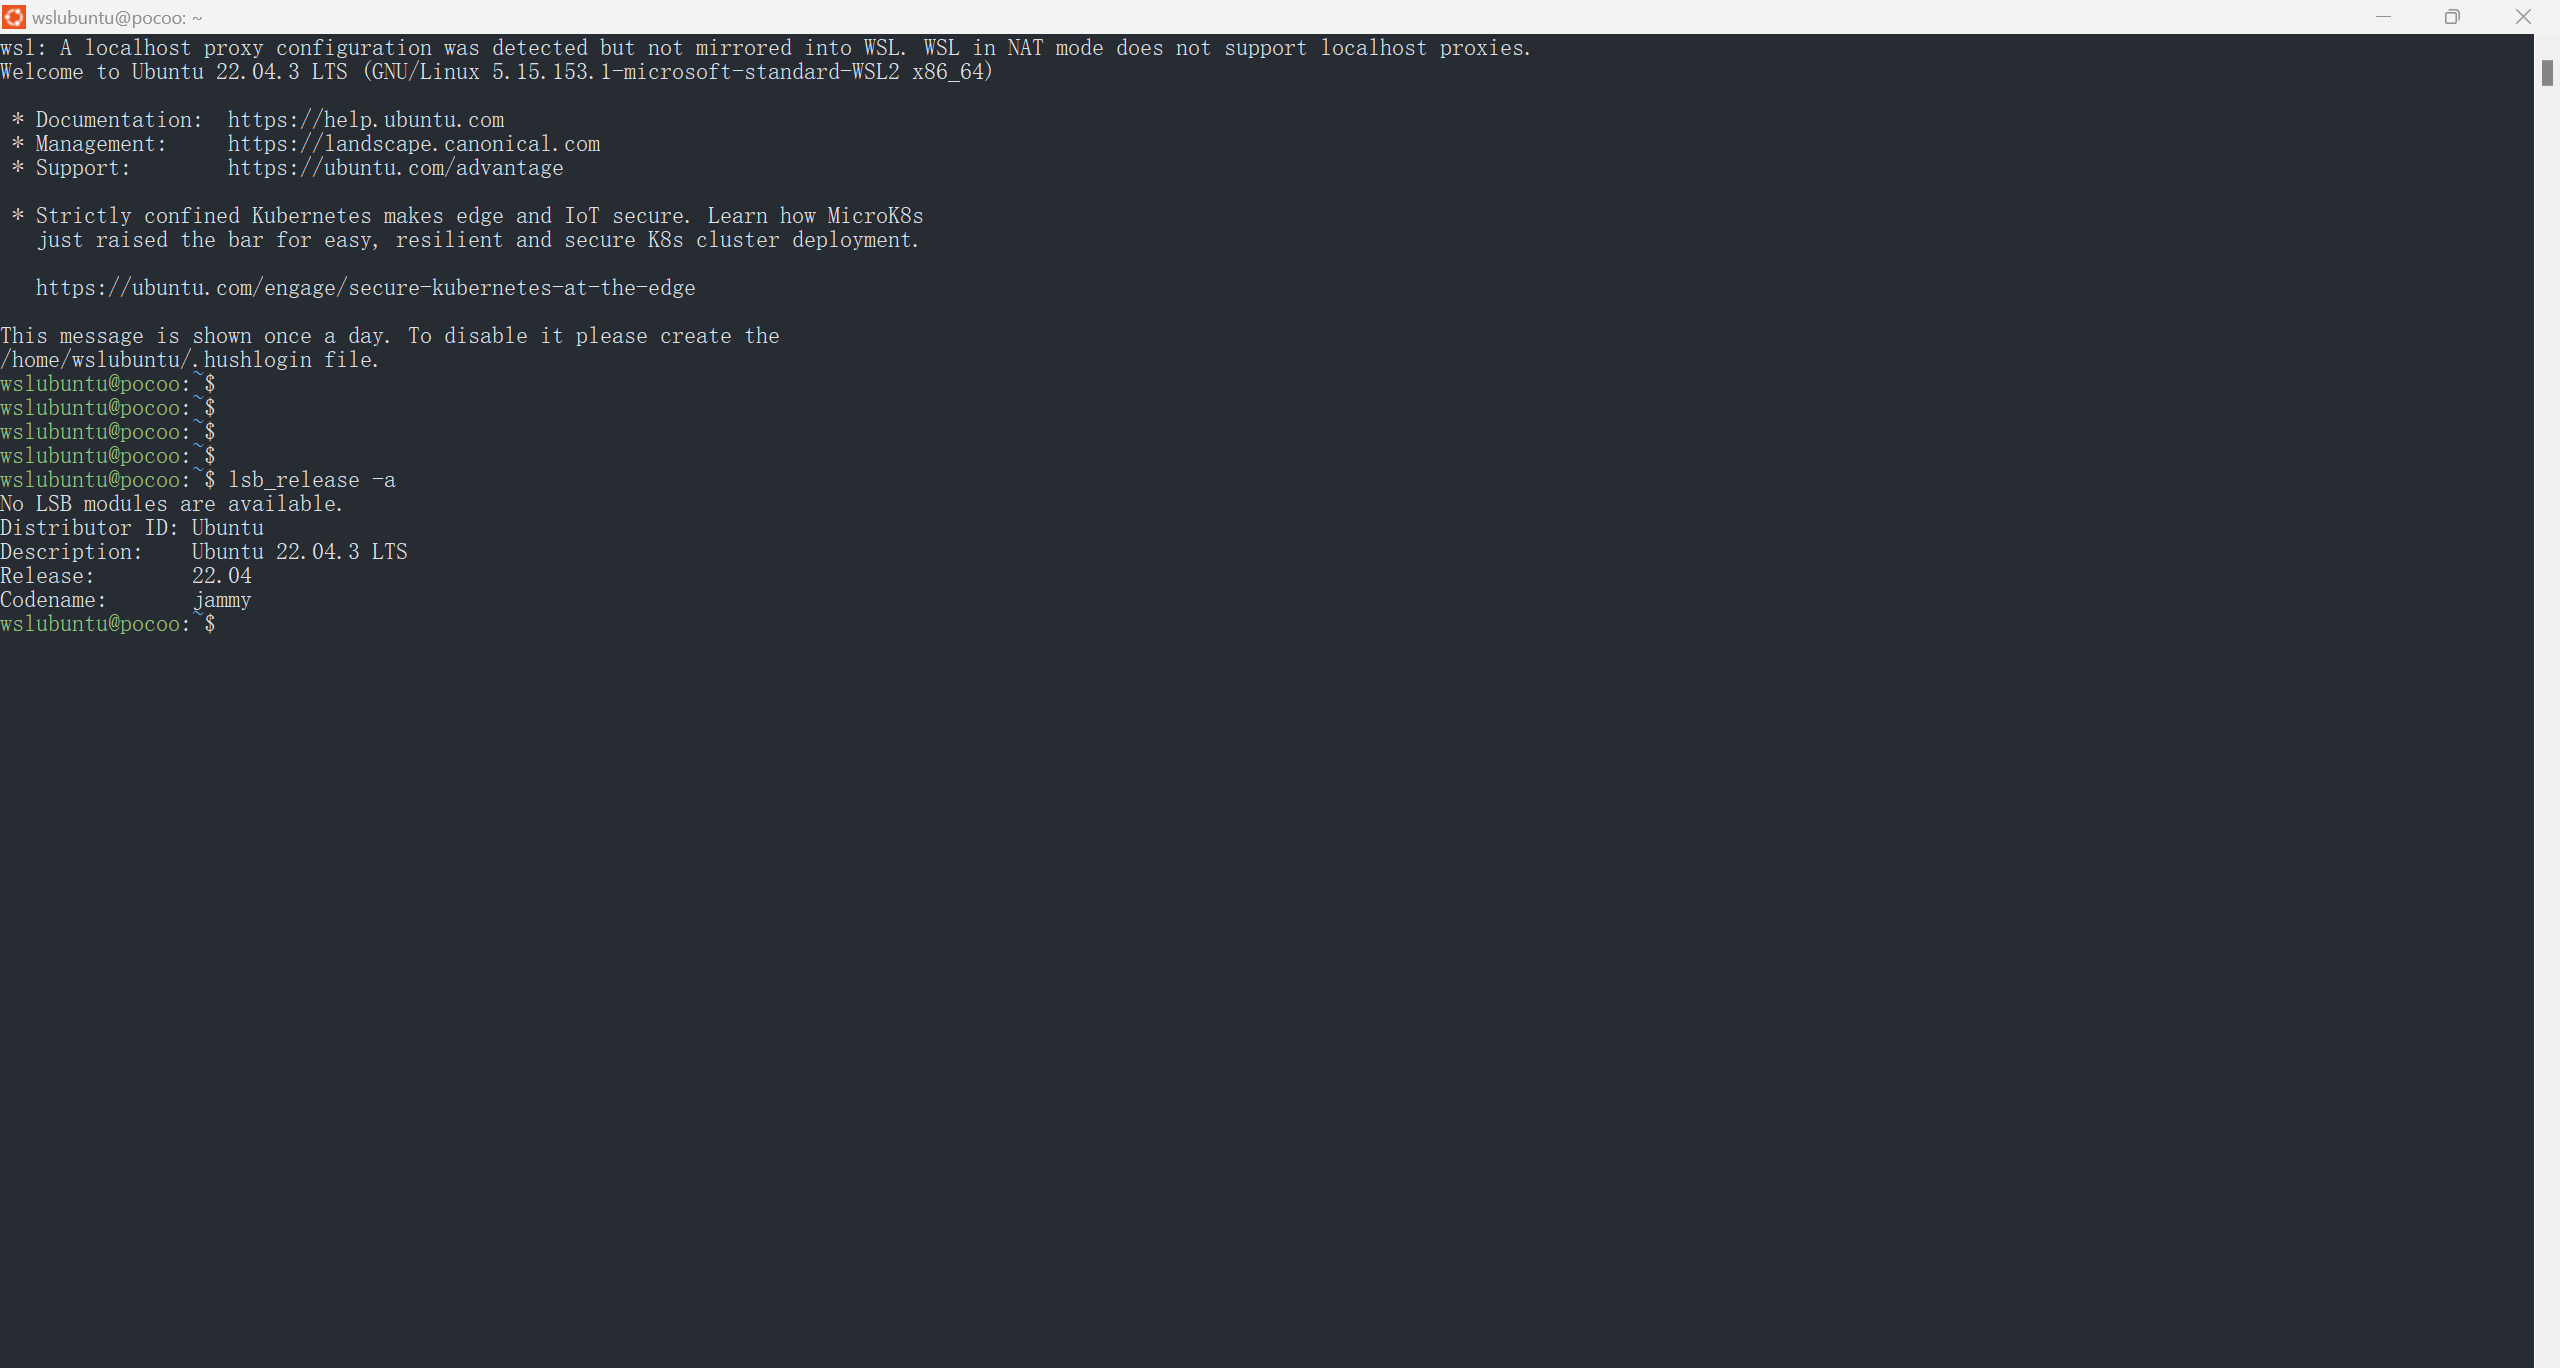 wslubuntu@pocoo: ~
wsl: A localhost proxy configuration was detected but not mirrored into WSL. WSL in NAT mode does not support localhost proxies.
Welcome to Ubuntu 22.04.3 LTS (GNU/Linux 5.15.153.1-microsoft-standard-WSL2 x86_64)
* Documentation:  https://help.ubuntu.com
* Management:     https://landscape.canonical.com
* Support:        https://ubuntu.com/advantage
* Strictly confined Kubernetes makes edge and IoT secure. Learn how MicroK8s
just raised the bar for easy, resilient and secure K8s cluster deployment.
https://ubuntu.com/engage/secure-kubernetes-at-the-edge
This message is shown once a day. To disable it please create the
/home/wslubuntu/.hushlogin file.
wslubuntu@pocoo:~$
wslubuntu@pocoo:~$
wslubuntu@pocoo:~$
wslubuntu@pocoo:~$
wslubuntu@pocoo:~$ lsb_release -a
No LSB modules are available.
Distributor ID: Ubuntu
Description:    Ubuntu 22.04.3 LTS
Release:        22.04
Codename:       jammy
wslubuntu@pocoo:~$